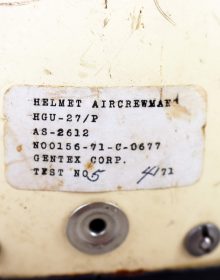 HELMET AIRCREWMAN
HGU-27/P
AS-2612
N00156-71-C-0677
GENTEX CORP.
TEST NO 5 4/71